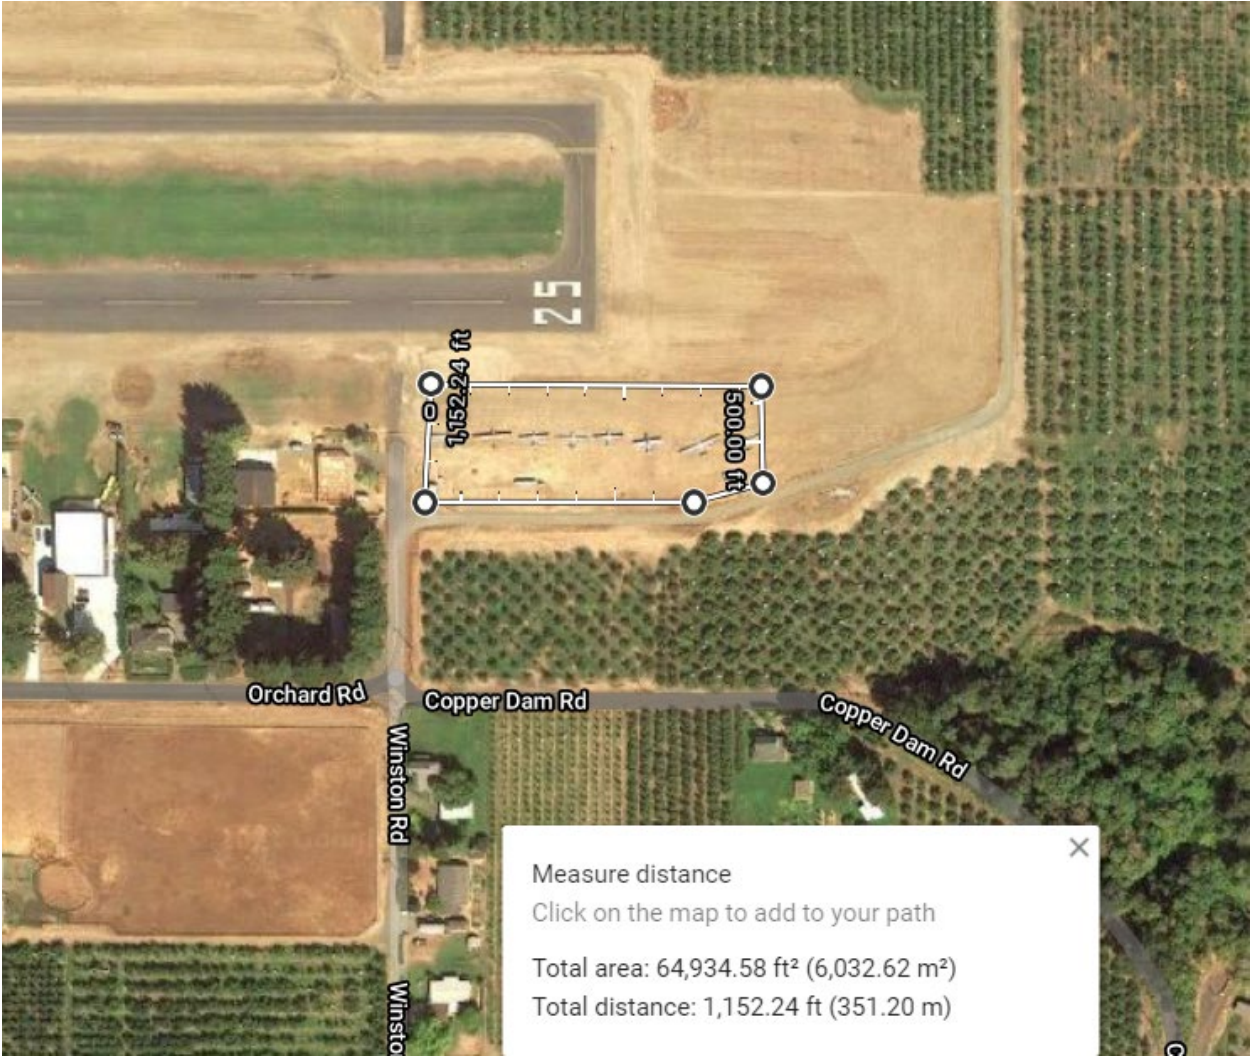 25
1,152.24 ft
0
500.00 ft
Orchard Rd
Copper Dam Rd
Copper Dam Rd
Winston Rd
Measure distance
Click on the map to add to your path
Total area: 64,934.58 ft² (6,032.62 m²)
Total distance: 1,152.24 ft (351.20 m)
Winsto
C